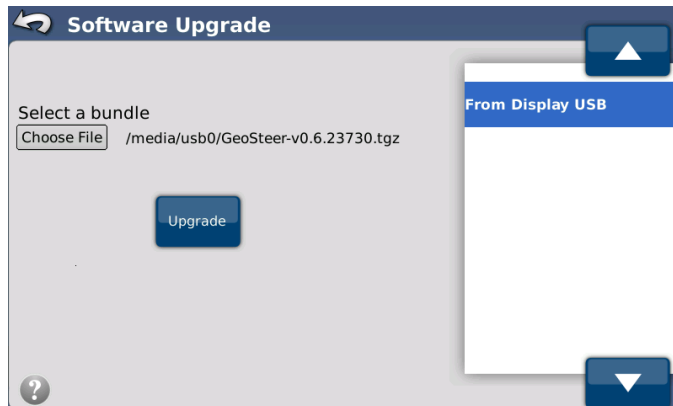 Software Upgrade
From Display USB
Select a bundle
Choose File /media/usb0/GeoSteer-v0.6.23730.tgz
Upgrade
?